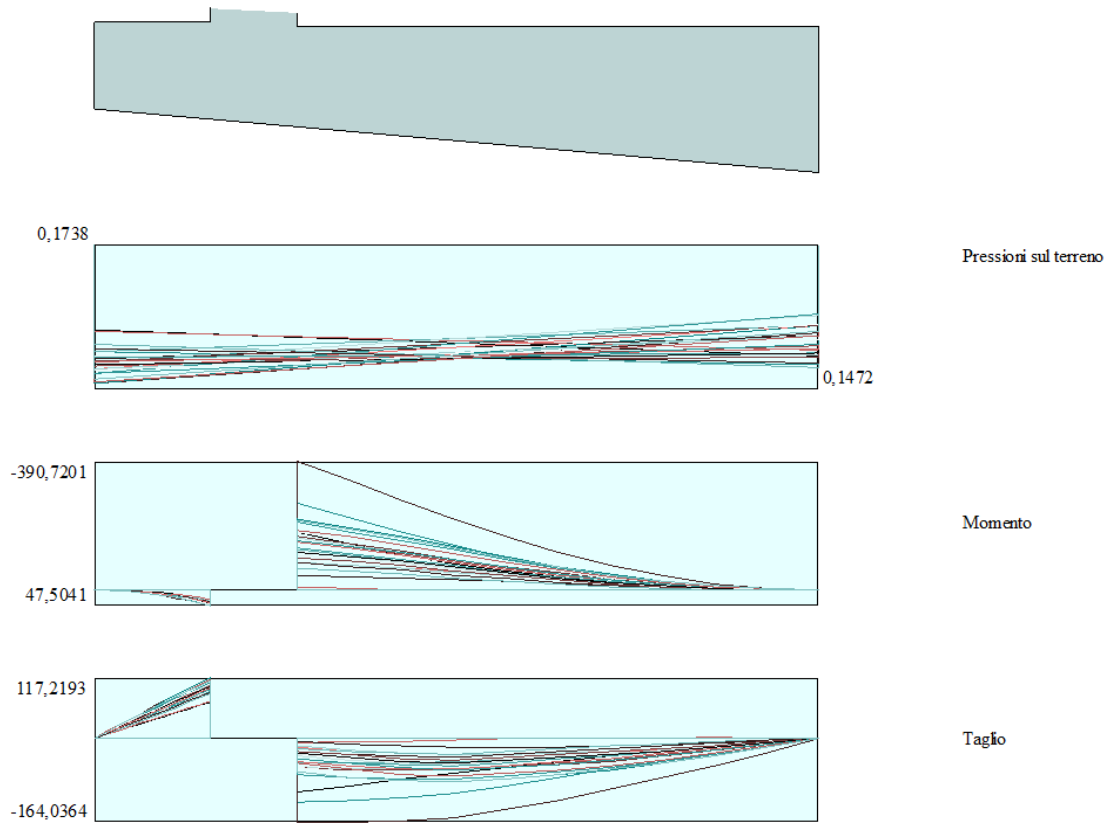 0,1738
Pressioni sul terreno
0,1472
-390,7201
Momento
47,5041
117,2193
Taglio
-164,0364